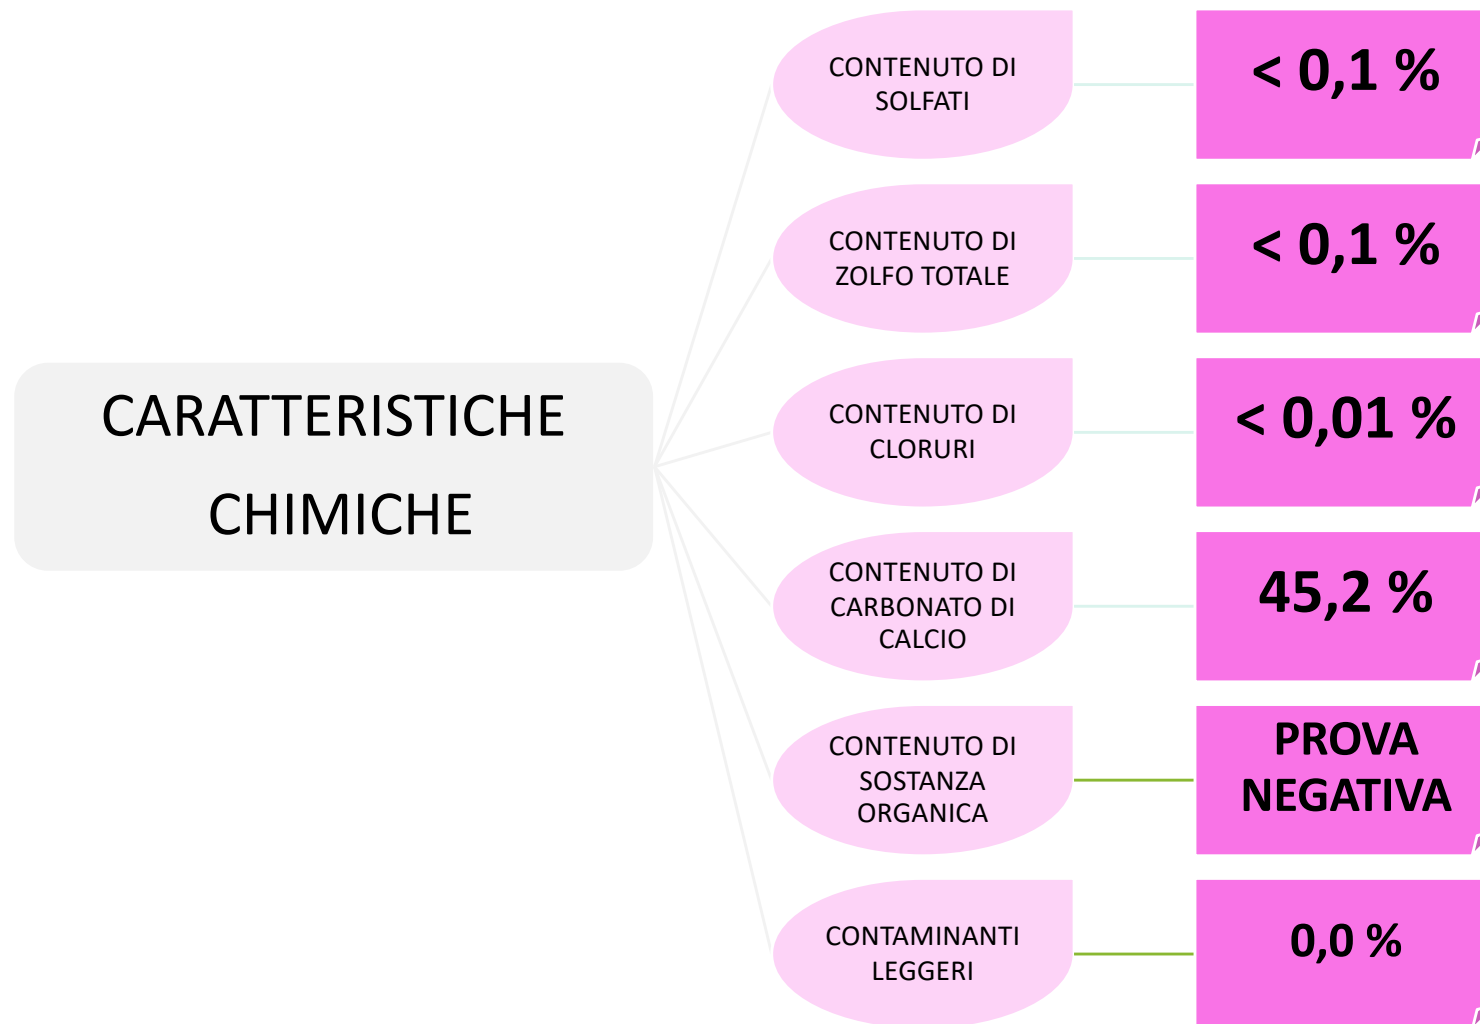 CARATTERISTICHE
CHIMICHE
CONTENUTO DI
SOLFATI
< 0,1 %
CONTENUTO DI
ZOLFO TOTALE
< 0,1 %
CONTENUTO DI
CLORURI
< 0,01 %
CONTENUTO DI
CARBONATO DI
CALCIO
45,2 %
CONTENUTO DI
SOSTANZA
ORGANICA
PROVA
NEGATIVA
CONTAMINANTI
LEGGERI
0,0 %